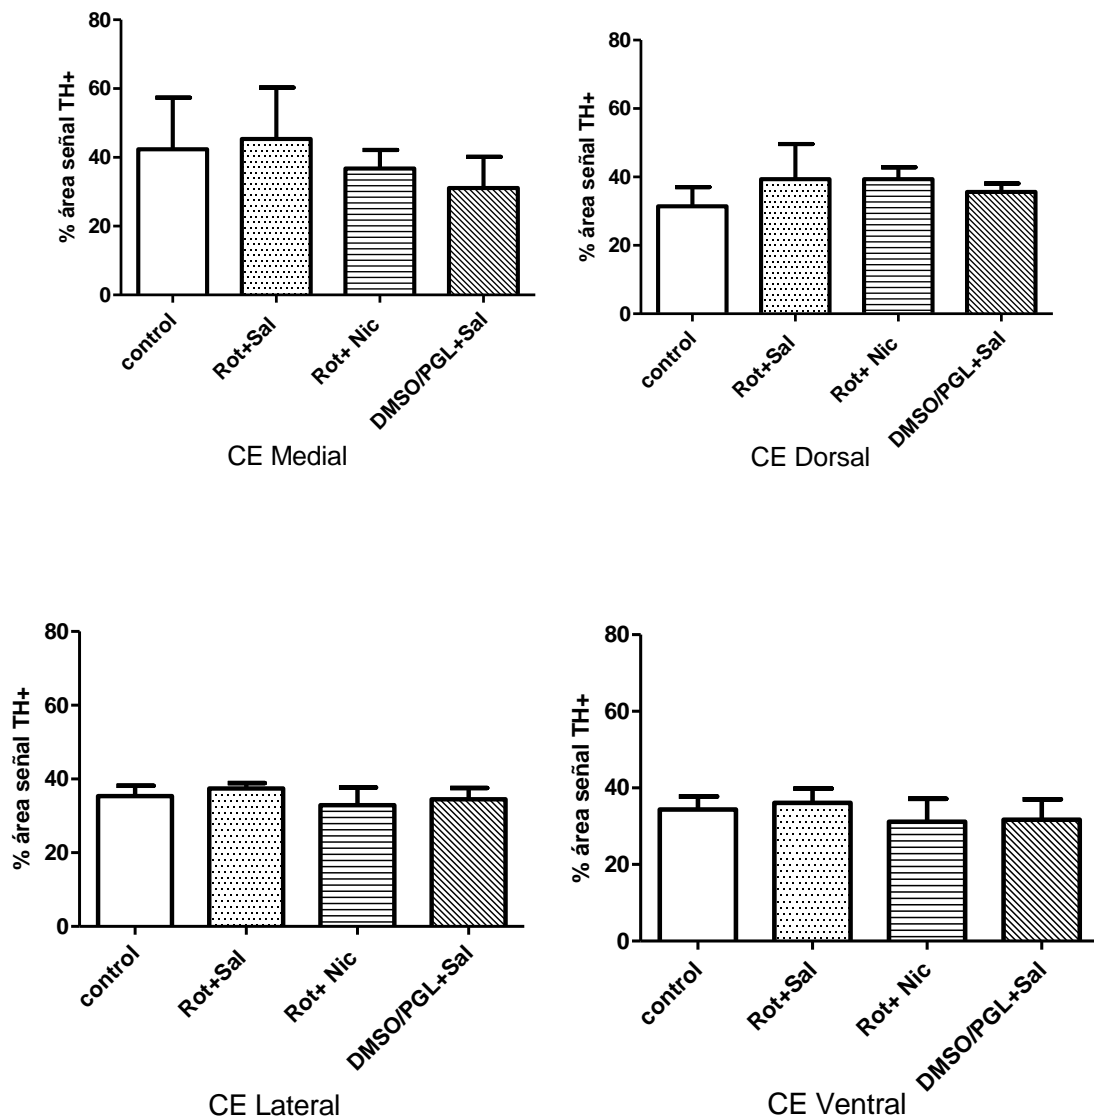 % área señal TH+
80
60
40
20
0
control
Rot+Sal
Rot+ Nic
DMSO/PGL+Sal
CE Medial
% área señal TH+
80
60
40
20
0
control
Rot+Sal
Rot+ Nic
DMSO/PGL+Sal
CE Dorsal
% área señal TH+
80
60
40
20
0
control
Rot+Sal
Rot+ Nic
DMSO/PGL+Sal
CE Lateral
% área señal TH+
80
60
40
20
0
control
Rot+Sal
Rot+ Nic
DMSO/PGL+Sal
CE Ventral